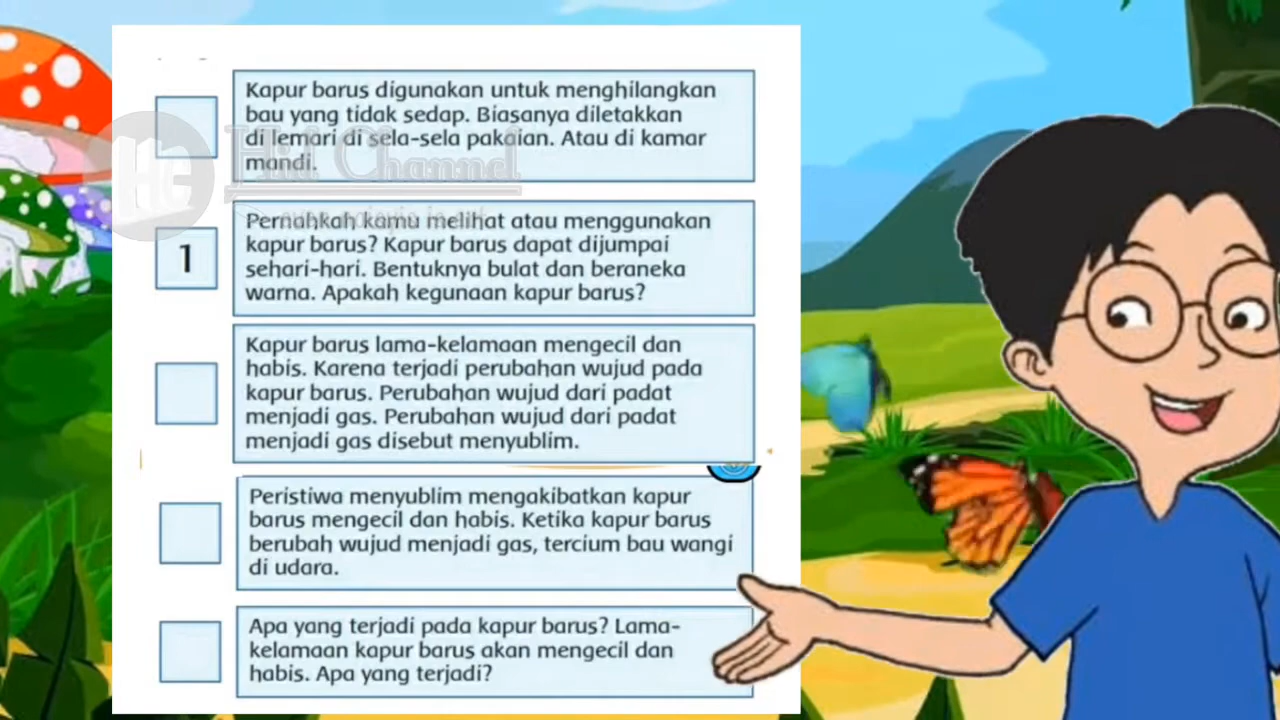 Kapur barus digunakan untuk menghilangkan
bau yang tidak sedap. Biasanya diletakkan
di lemari di sela-sela pakaian. Atau di kamar
mandi.
HC
Hid Channel
1
Pernahkah kamu melihat atau menggunakan
kapur barus? Kapur barus dapat dijumpai
sehari-hari. Bentuknya bulat dan beraneka
warna. Apakah kegunaan kapur barus?
Kapur barus lama-kelamaan mengecil dan
habis. Karena terjadi perubahan wujud pada
kapur barus. Perubahan wujud dari padat
menjadi gas. Perubahan wujud dari padat
menjadi gas disebut menyublim.
Peristiwa menyublim mengakibatkan kapur
barus mengecil dan habis. Ketika kapur barus
berubah wujud menjadi gas, tercium bau wangi
di udara.
Apa yang terjadi pada kapur barus? Lama-
kelamaan kapur barus akan mengecil dan
habis. Apa yang terjadi?